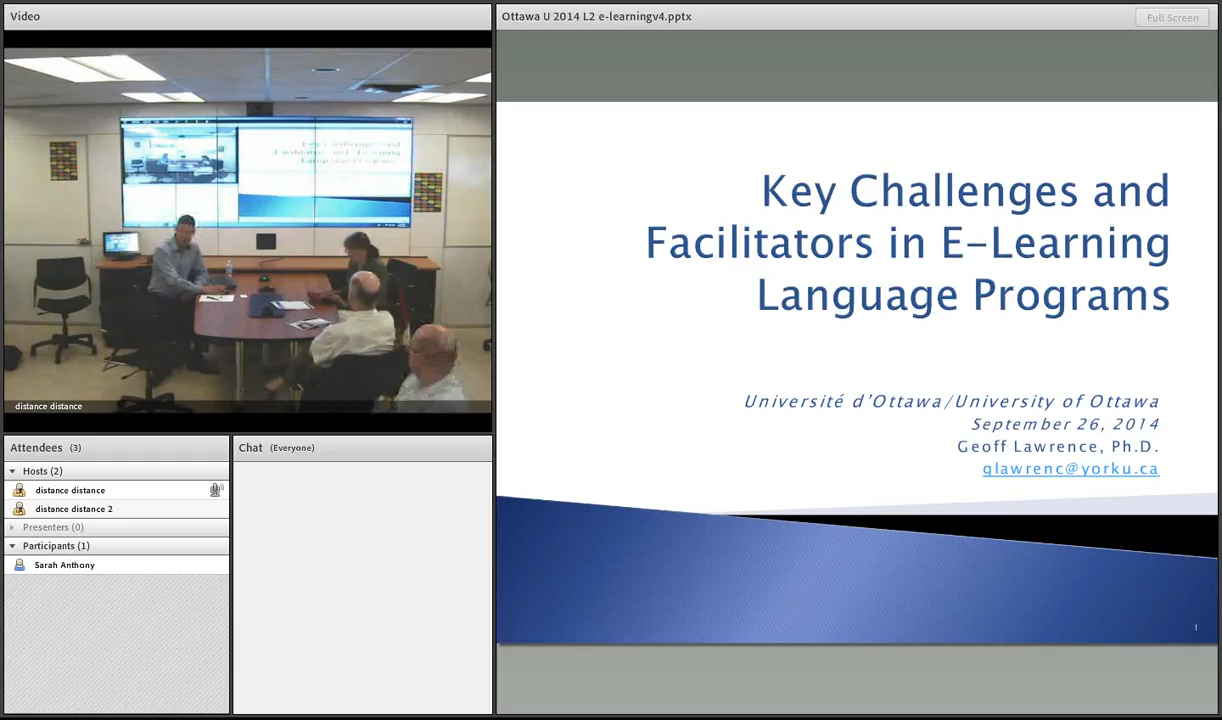 Video
distance distance
Attendees (3)
Hosts (2)
distance distance
distance distance 2
Presenters (0)
Participants (1)
Sarah Anthony
Chat (Everyone)
Ottawa U 2014 L2 e-learningv4.pptx
Full Screen
Key Challenges and
Facilitators in E-Learning
Language Programs
Université d'Ottawa/University of Ottawa
September 26, 2014
Geoff Lawrence, Ph.D.
glawrenc@yorku.ca
1